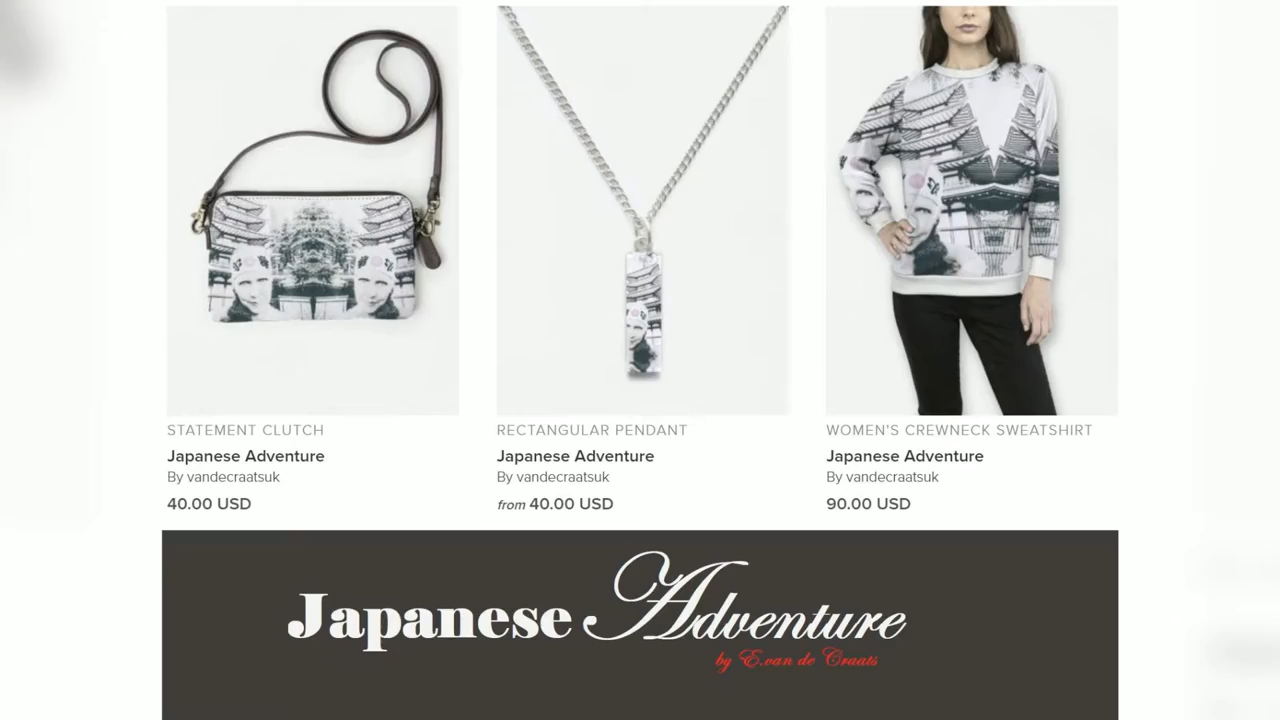 STATEMENT CLUTCH
Japanese Adventure
By vandecraatsuk
40.00 USD
RECTANGULAR PENDANT
Japanese Adventure
By vandecraatsuk
from 40.00 USD
WOMEN'S CREWNECK SWEATSHIRT
Japanese Adventure
By vandecraatsuk
90.00 USD
Japanese Adventure
by E.van de Craats